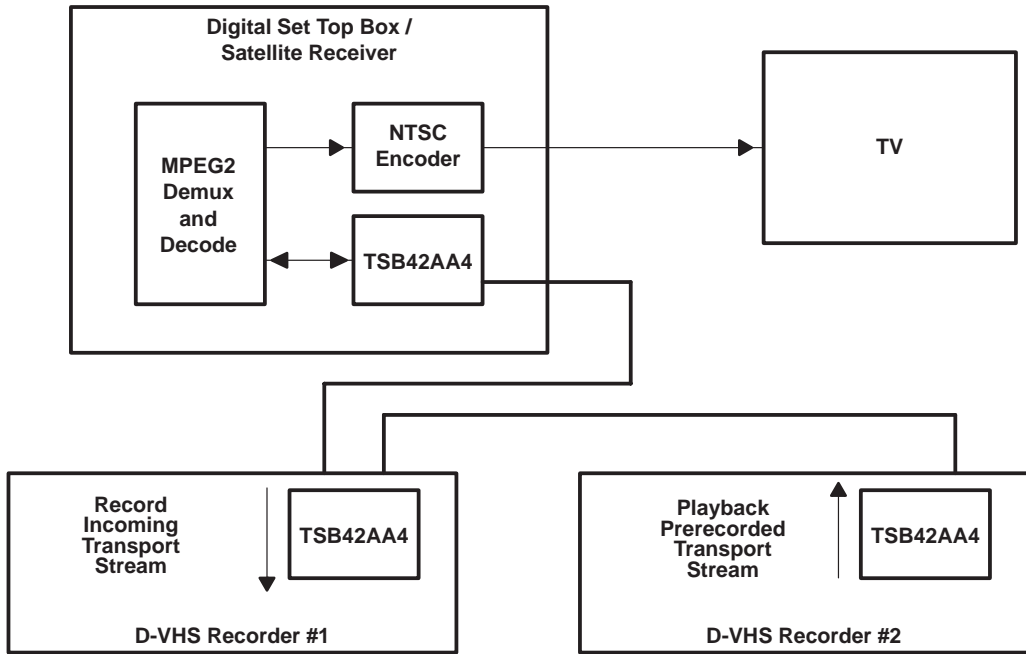 Digital Set Top Box /
Satellite Receiver
MPEG2
Demux
and
Decode
NTSC
Encoder
TSB42AA4
TV
Record
Incoming
Transport
Stream
TSB42AA4
D-VHS Recorder #1
Playback
Prerecorded
Transport
Stream
TSB42AA4
D-VHS Recorder #2